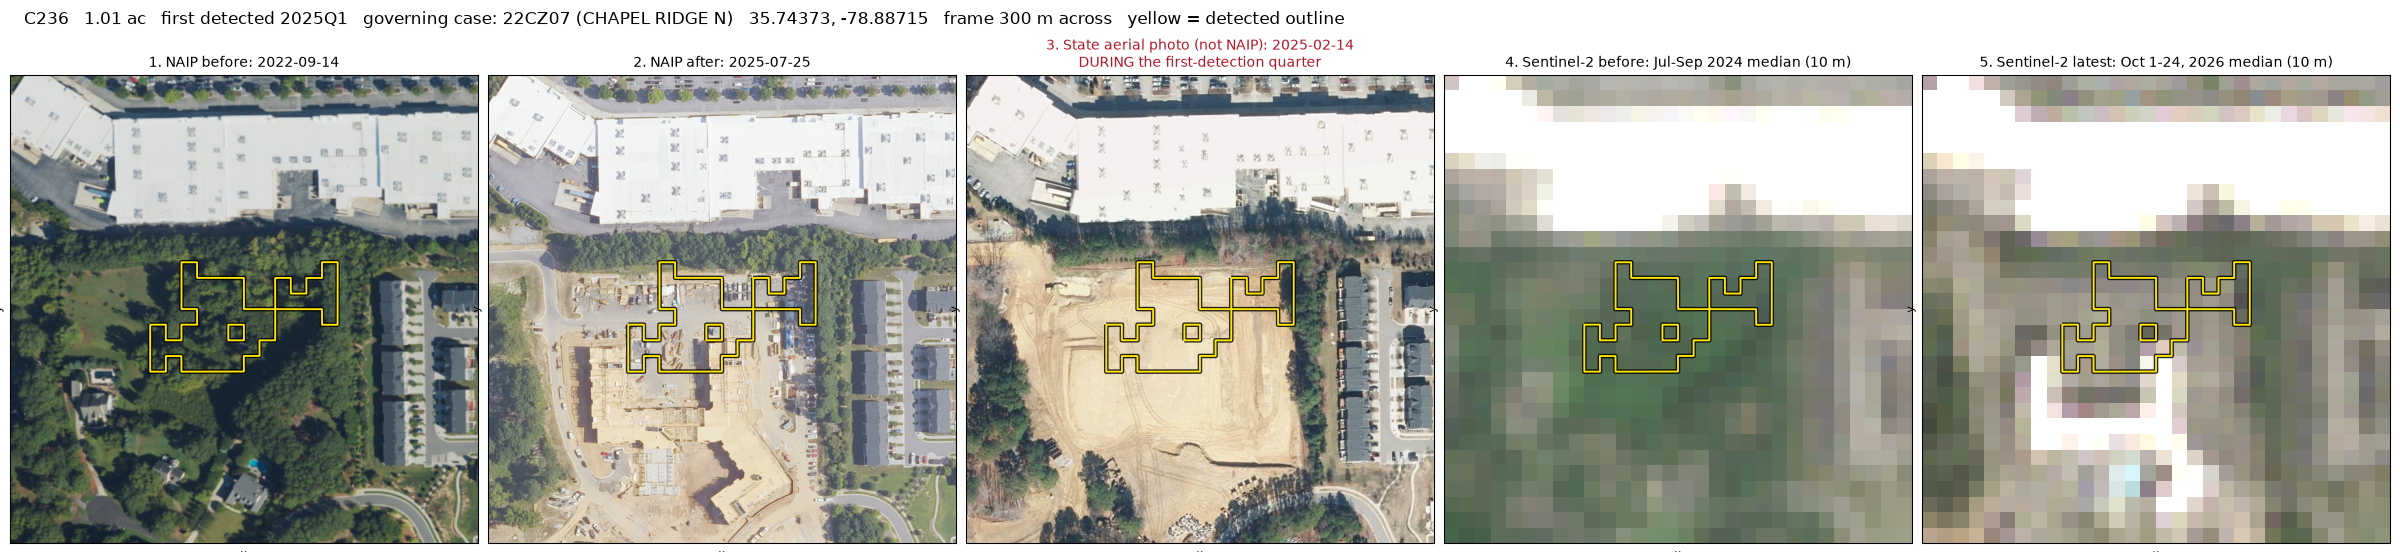 C236   1.01 ac   first detected 2025Q1   governing case: 22CZ07 (CHAPEL RIDGE N)   35.74373, -78.88715   frame 300 m across   yellow = detected outline
1. NAIP before: 2022-09-14
2. NAIP after: 2025-07-25
3. State aerial photo (not NAIP): 2025-02-14
DURING the first-detection quarter
4. Sentinel-2 before: Jul-Sep 2024 median (10 m)
5. Sentinel-2 latest: Oct 1-24, 2026 median (10 m)